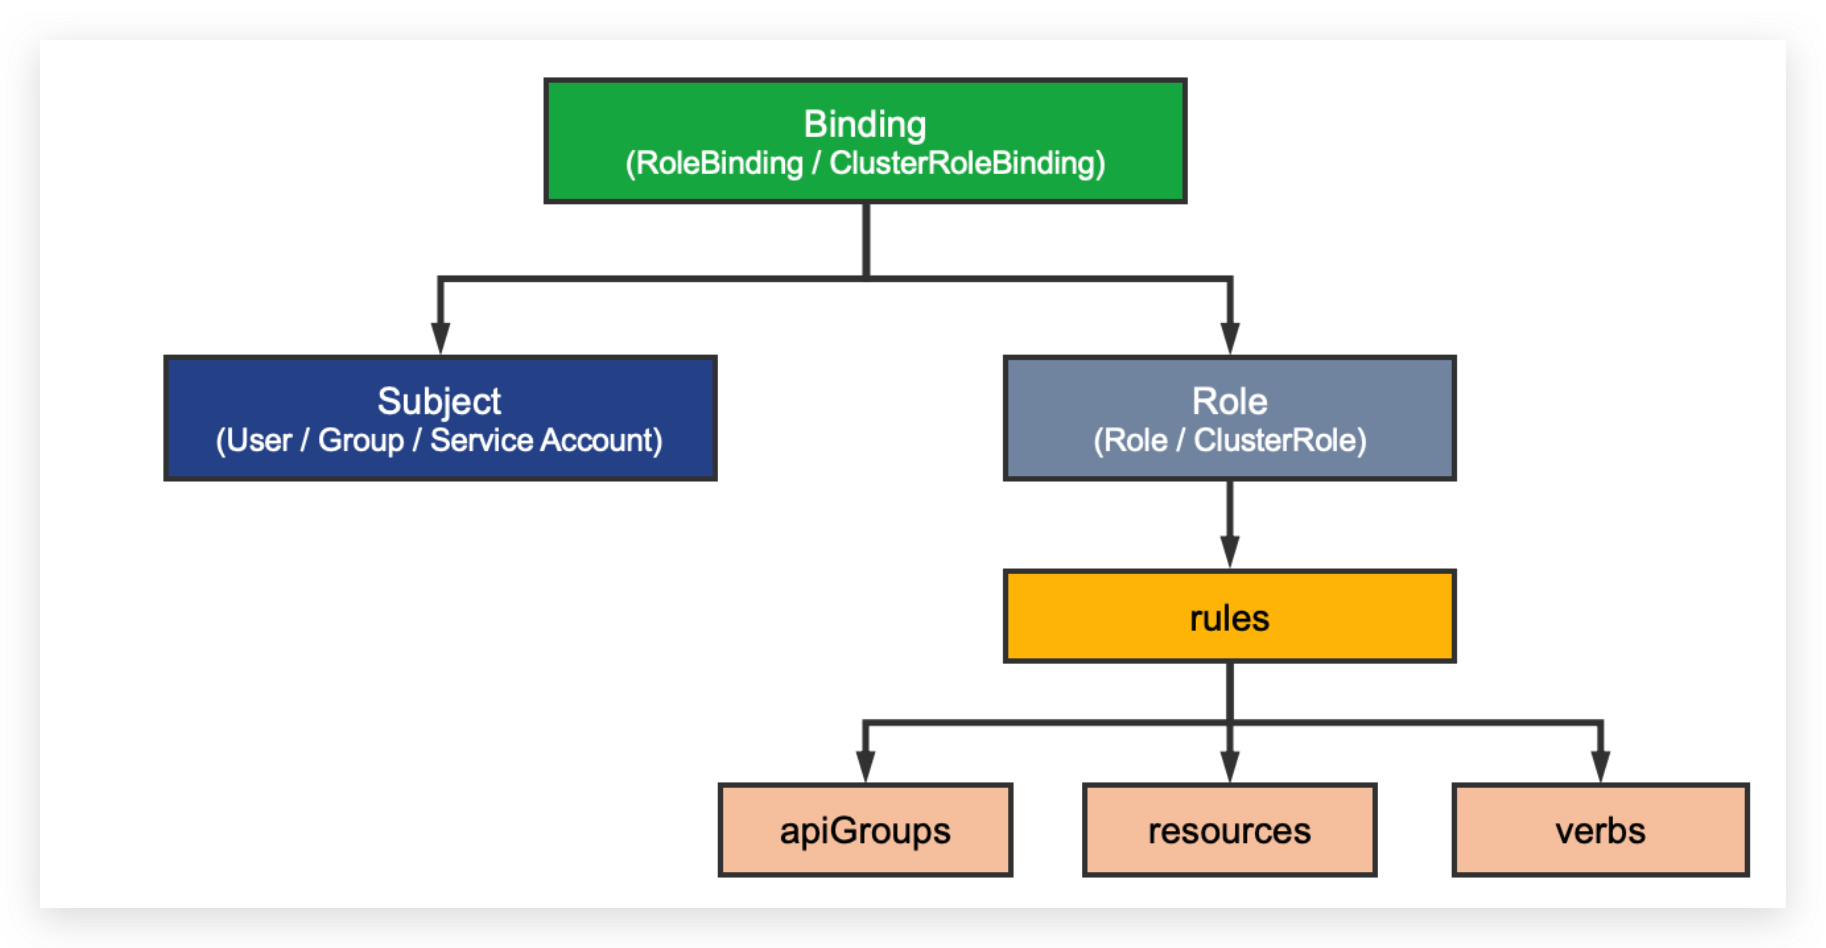 Binding
(RoleBinding / ClusterRoleBinding)
Subject
(User / Group / Service Account)
Role
(Role / ClusterRole)
rules
apiGroups
resources
verbs